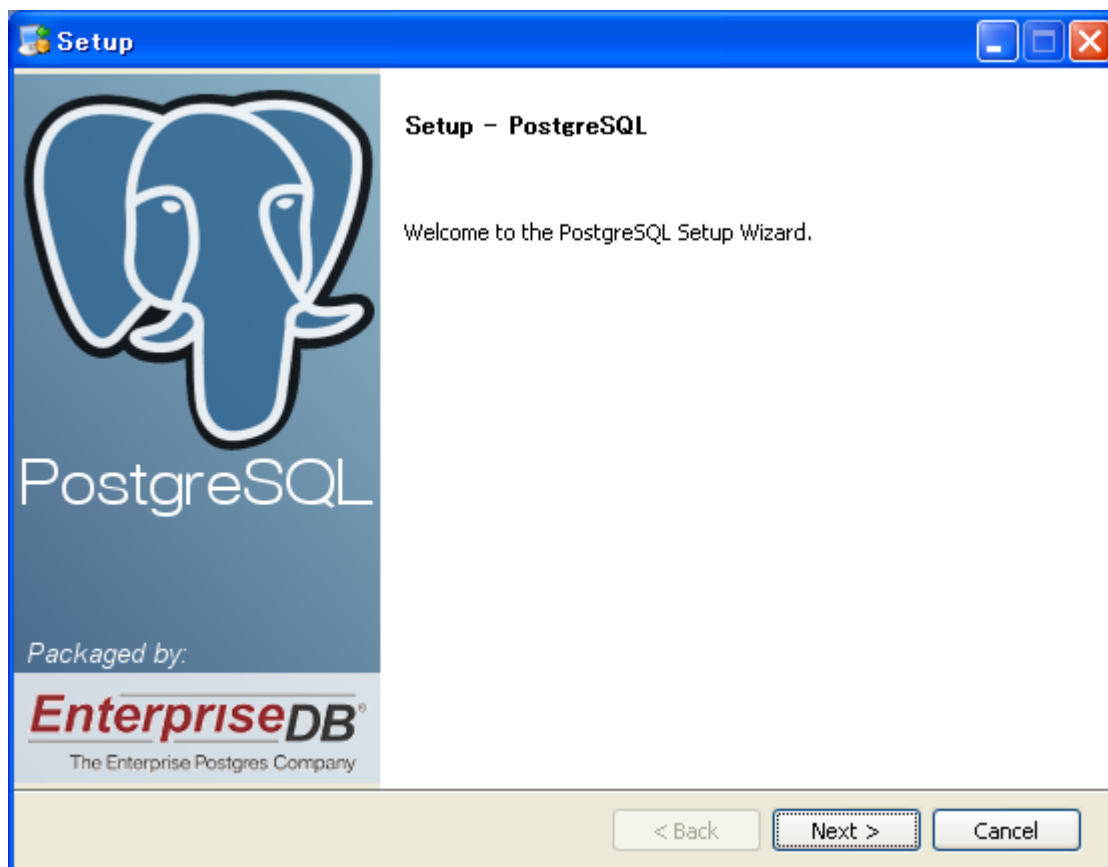 Setup
Setup - PostgreSQL
Welcome to the PostgreSQL Setup Wizard.
PostgreSQL
Packaged by:
EnterpriseDB®
The Enterprise Postgres Company
< Back
Next >
Cancel